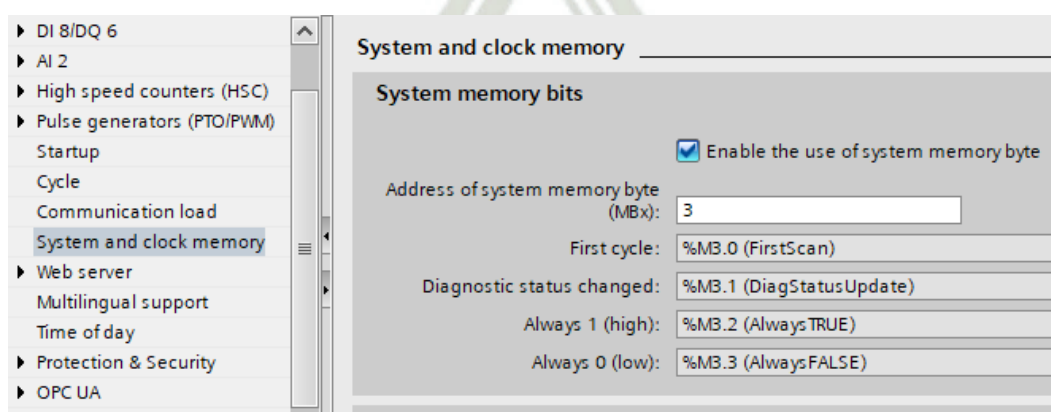 DI 8/DQ 6
AI 2
High speed counters (HSC)
Pulse generators (PTO/PWM)
Startup
Cycle
Communication load
System and clock memory
Web server
Multilingual support
Time of day
Protection & Security
OPC UA
System and clock memory
System memory bits
Enable the use of system memory byte
Address of system memory byte
(MBx): 3
First cycle: %M3.0 (FirstScan)
Diagnostic status changed: %M3.1 (DiagStatusUpdate)
Always 1 (high): %M3.2 (AlwaysTRUE)
Always 0 (low): %M3.3 (AlwaysFALSE)